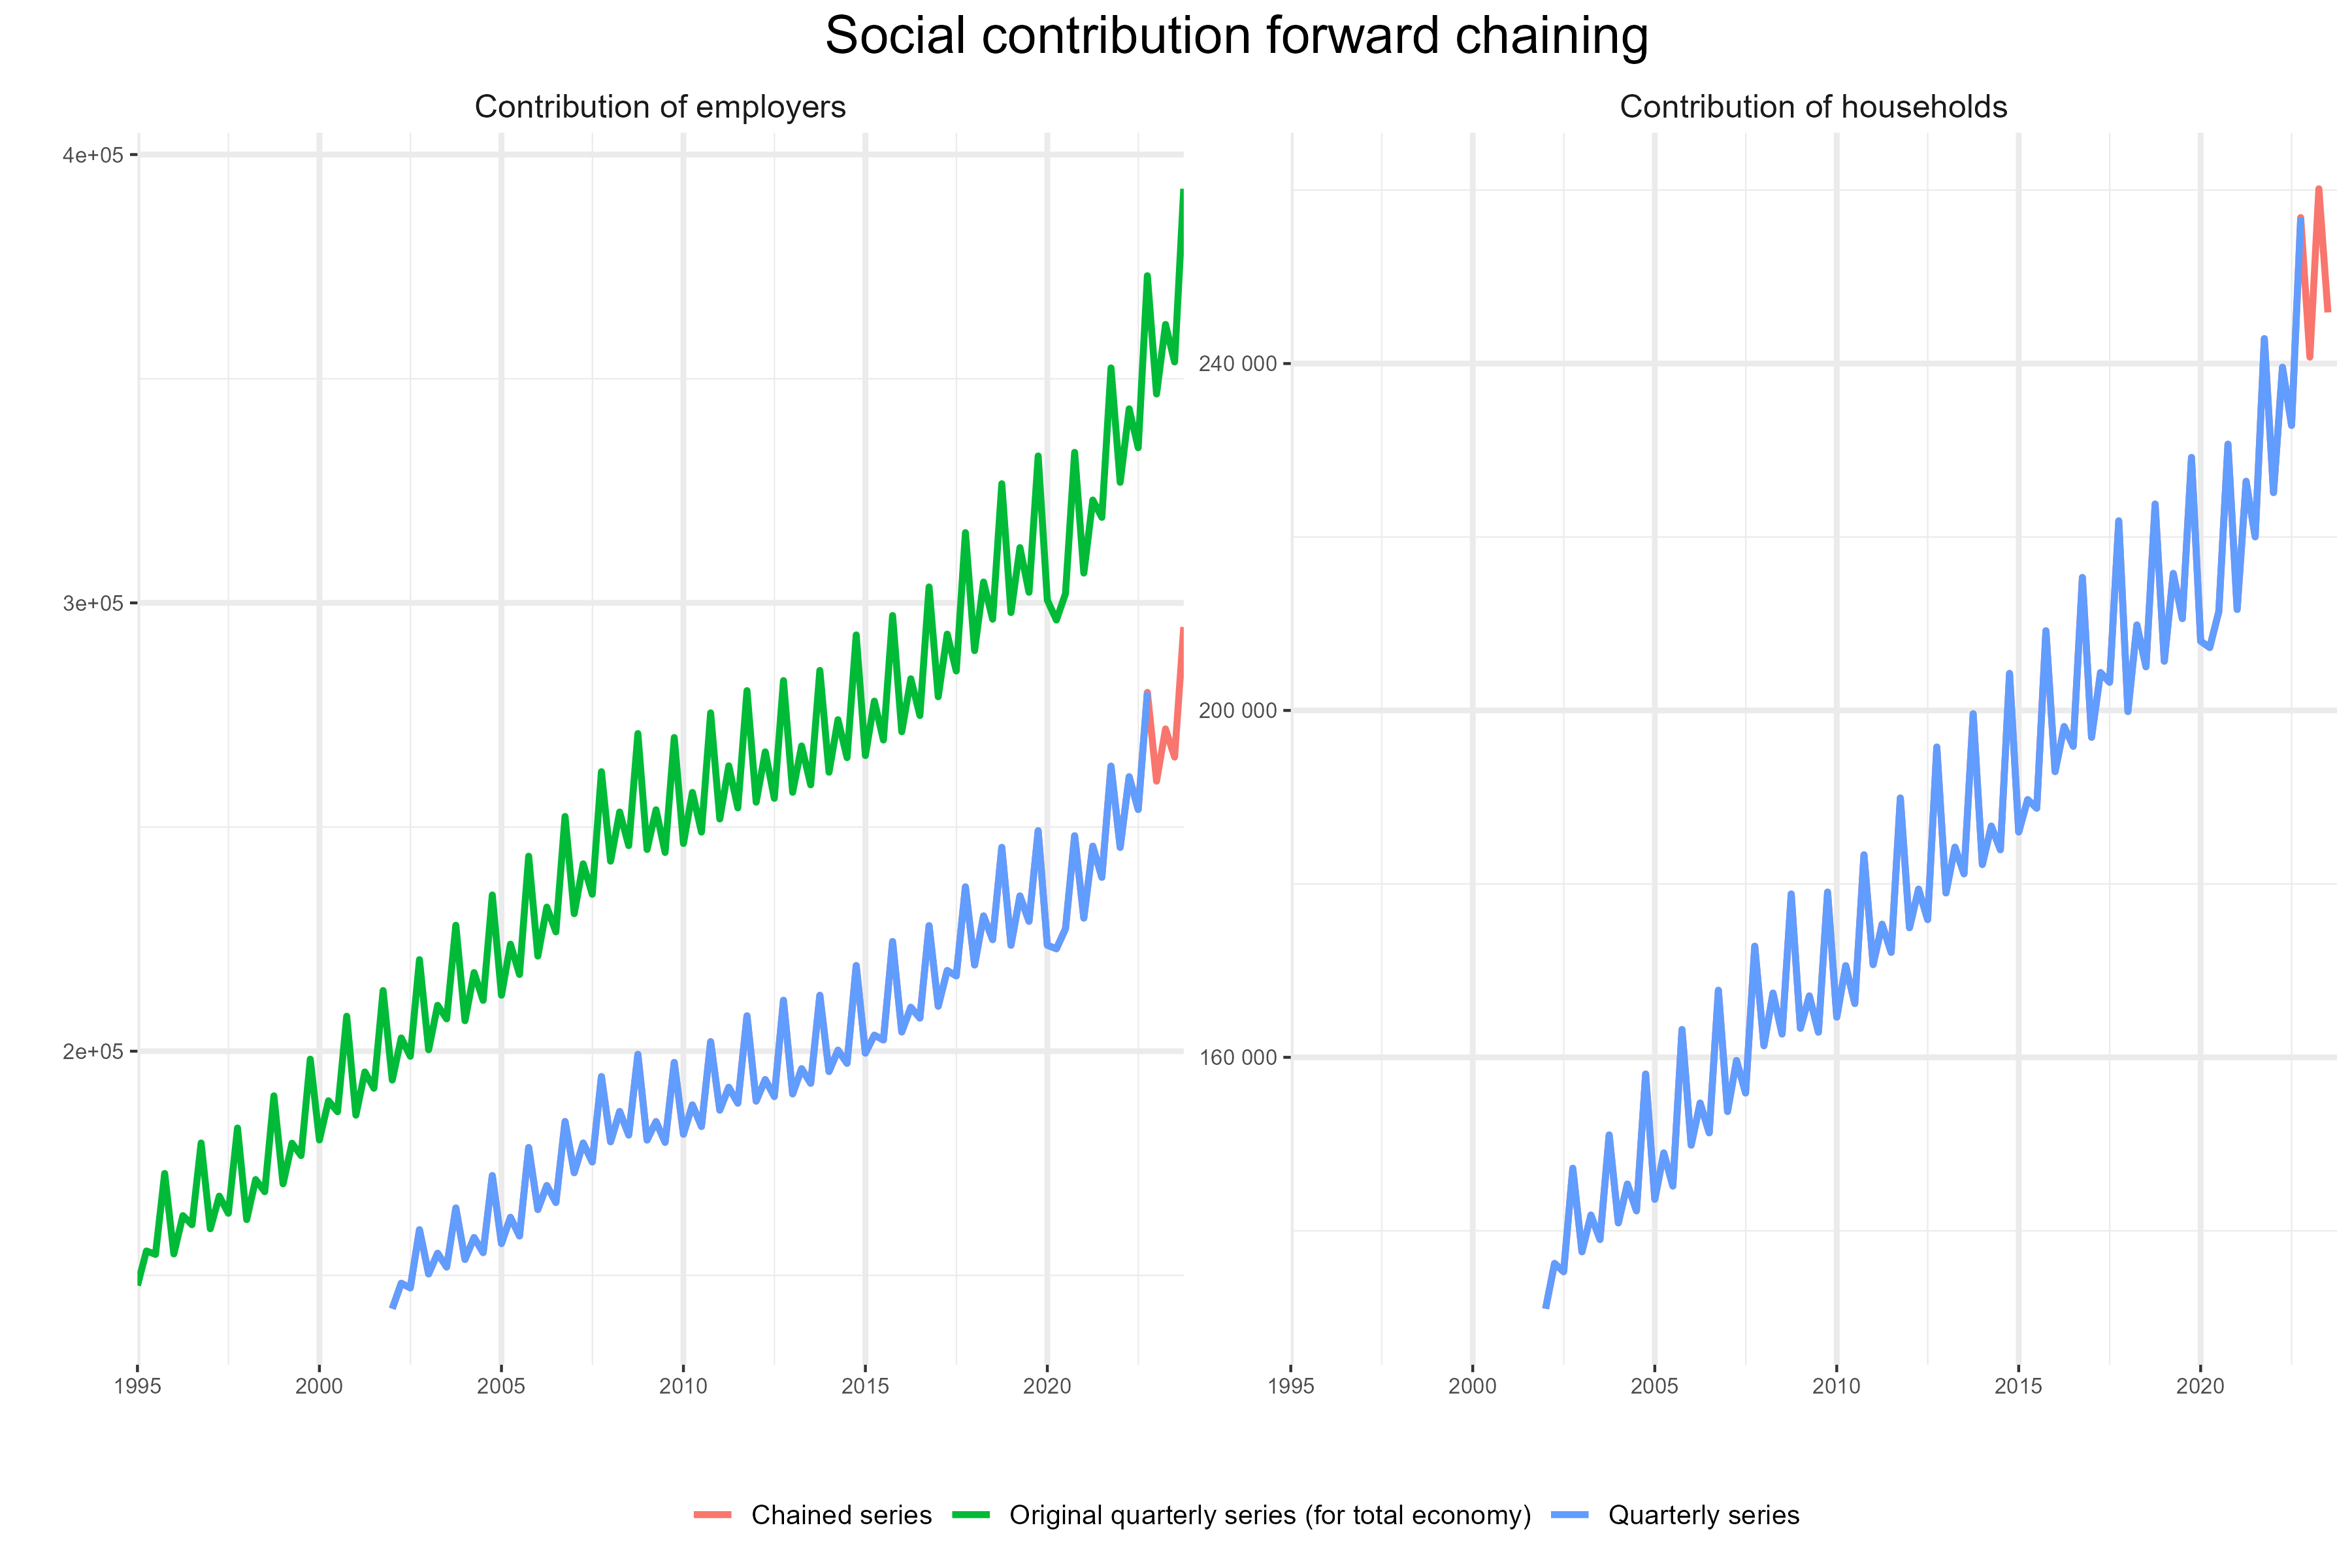 Social contribution forward chaining
Contribution of employers
Contribution of households
4e+05
3e+05
2e+05
240 000
200 000
160 000
1995 2000 2005 2010 2015 2020
1995 2000 2005 2010 2015 2020
Chained series Original quarterly series (for total economy) Quarterly series